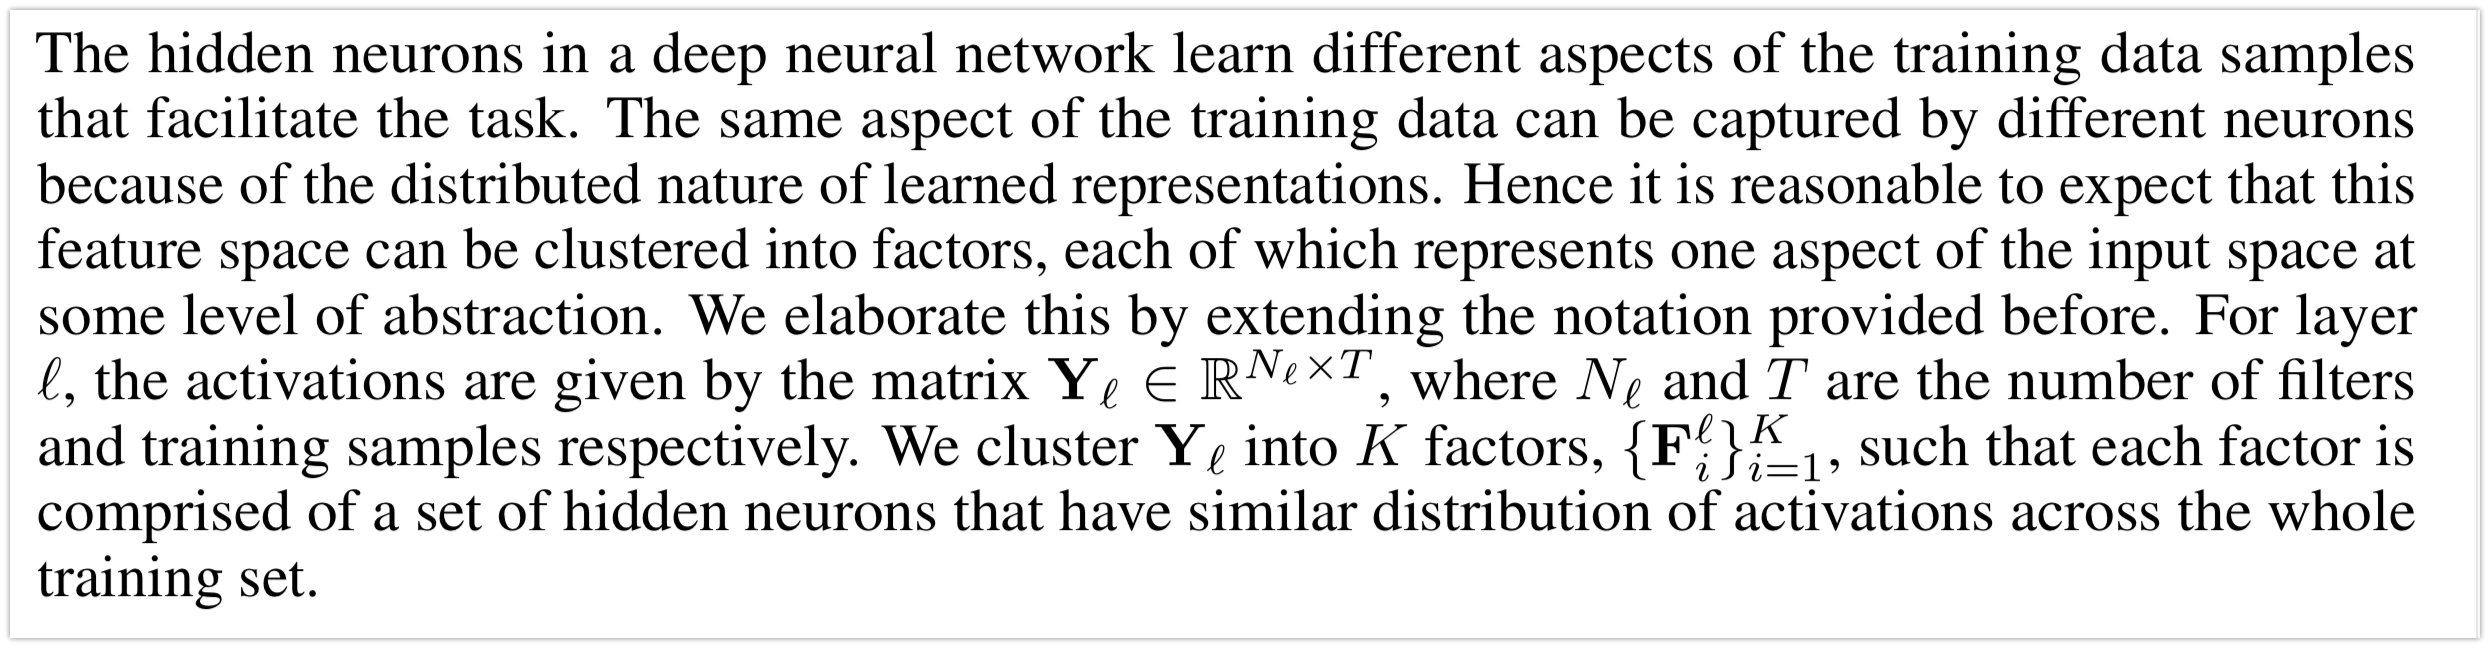 The hidden neurons in a deep neural network learn different aspects of the training data samples
that facilitate the task. The same aspect of the training data can be captured by different neurons
because of the distributed nature of learned representations. Hence it is reasonable to expect that this
feature space can be clustered into factors, each of which represents one aspect of the input space at
some level of abstraction. We elaborate this by extending the notation provided before. For layer
ℓ, the activations are given by the matrix $\mathbf{Y}_\ell \in \mathbb{R}^{N_\ell \times T}$, where $N_\ell$ and $T$ are the number of filters
and training samples respectively. We cluster $\mathbf{Y}_\ell$ into $K$ factors, $\{\mathbf{F}_i^\ell\}_{i=1}^K$, such that each factor is
comprised of a set of hidden neurons that have similar distribution of activations across the whole
training set.